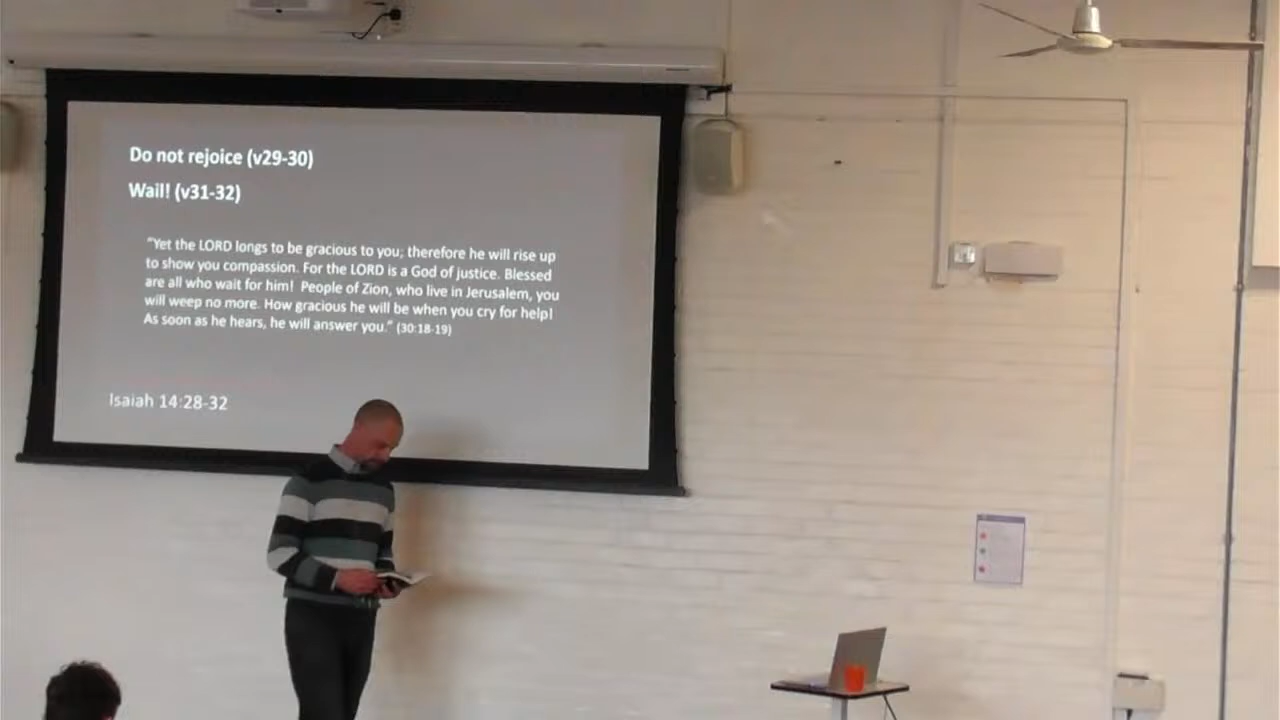 Do not rejoice (v29-30)
Wail! (v31-32)
"Yet the LORD longs to be gracious to you; therefore he will rise up
to show you compassion. For the LORD is a God of justice. Blessed
are all who wait for him! People of Zion, who live in Jerusalem, you
will weep no more. How gracious he will be when you cry for help!
As soon as he hears, he will answer you." (30:18-19)
Isaiah 14:28-32